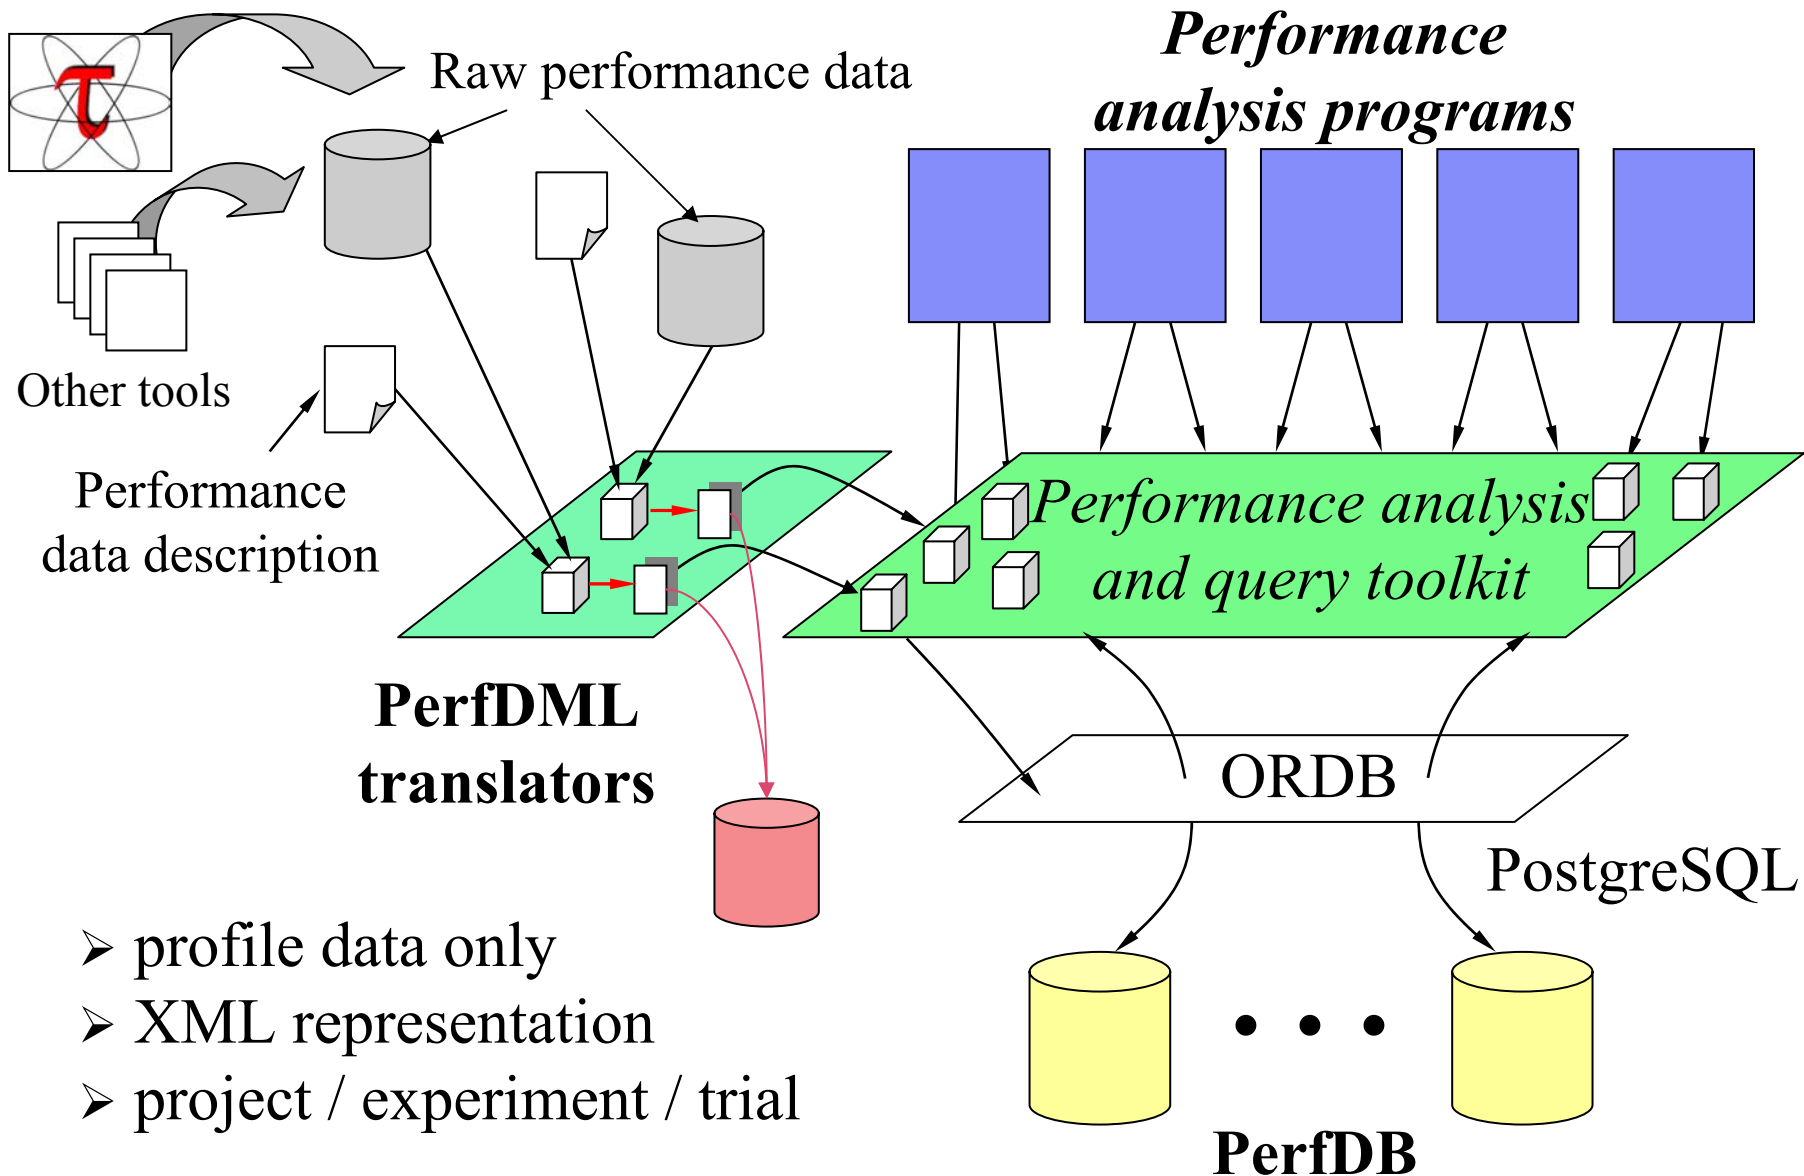 τ
Raw performance data
Performance
analysis programs
Other tools
Performance
data description
Performance analysis
and query toolkit
PerfDML
translators
ORDB
PostgreSQL
➢ profile data only
➢ XML representation
➢ project / experiment / trial
• • •
PerfDB